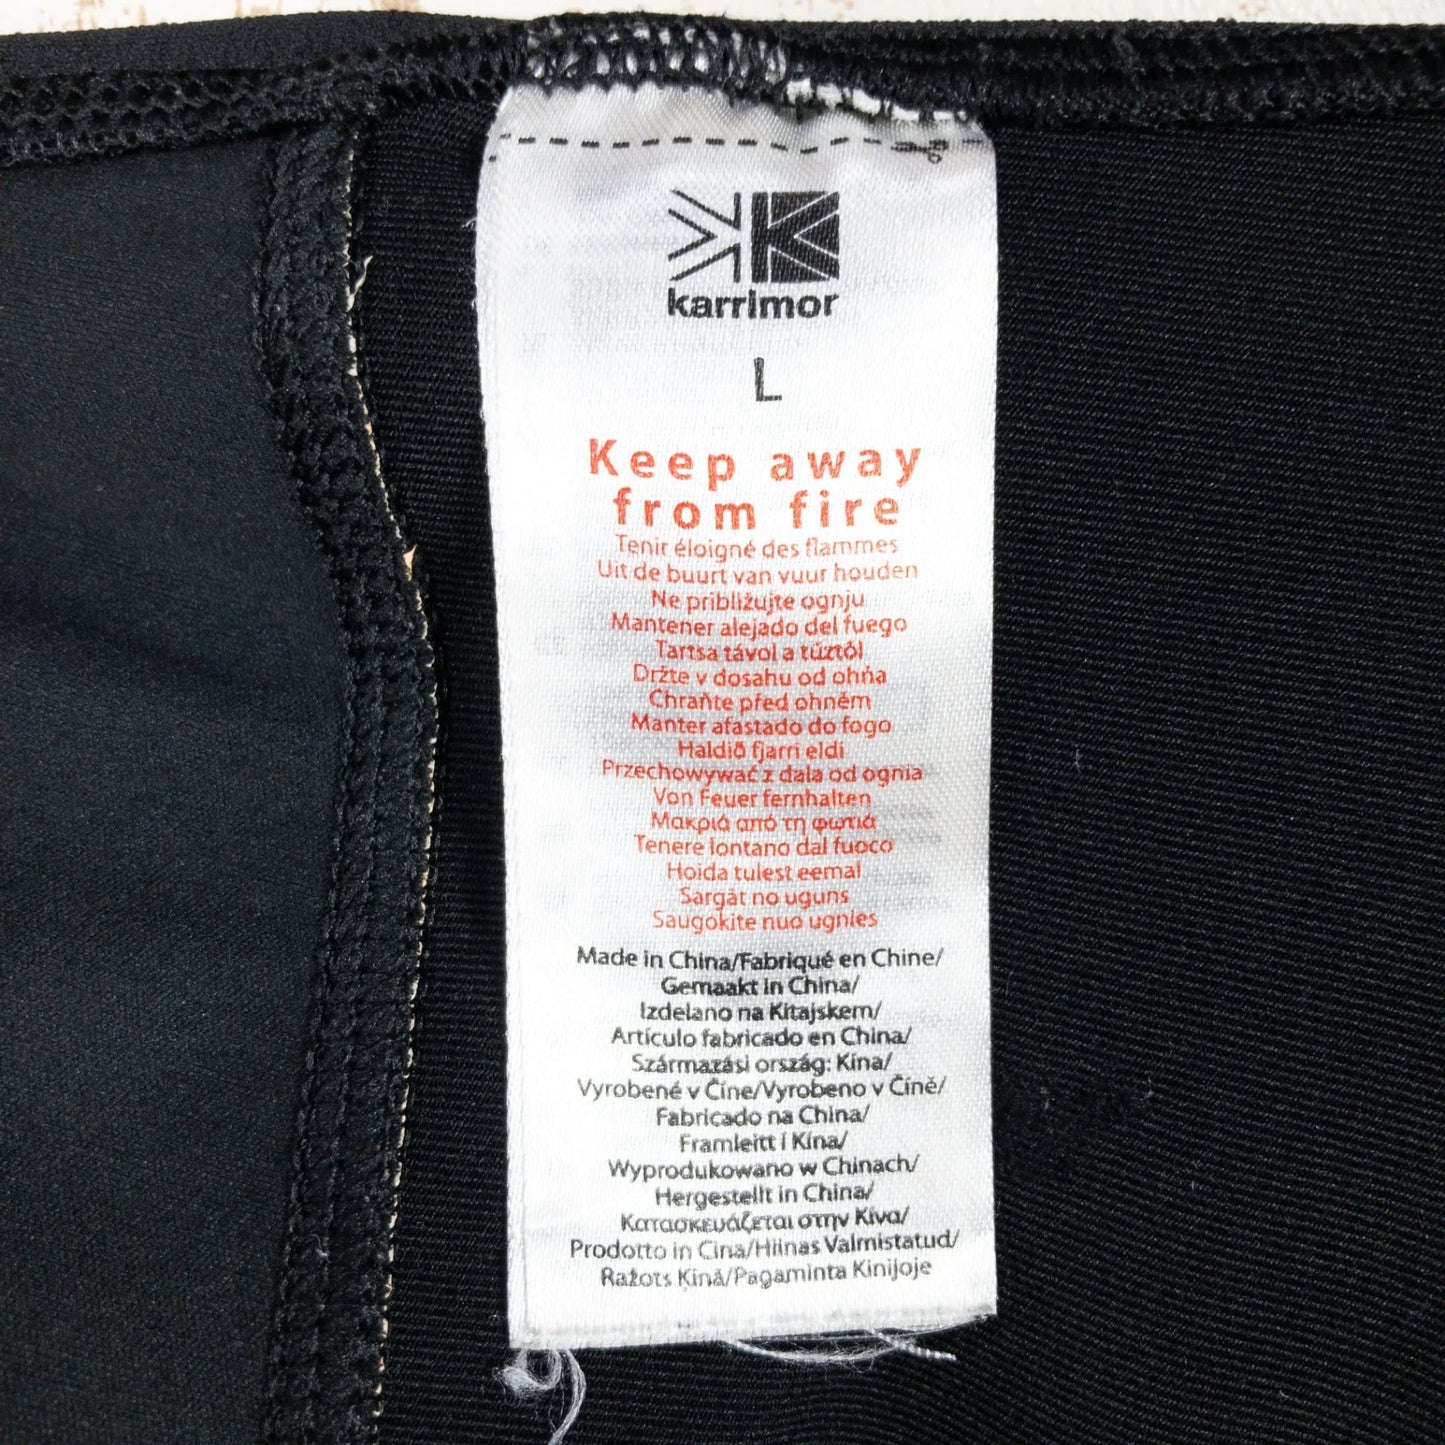 karrimor
L
Keep away
from fire
Tenir éloigné des flammes
Uit de buurt van vuur houden
Ne približujte ognju
Mantener alejado del fuego
Tartsa távol a tűztől
Držte v dosahu od ohňa
Chraňte před ohněm
Manter afastado do fogo
Haldið fjarri eldi
Przechowywać z dala od ognia
Von Feuer fernhalten
Μακριά από τη φωτιά
Tenere lontano dal fuoco
Hoida tulest eemal
Sargāt no uguns
Saugokite nuo ugnies
Made in China/Fabriqué en Chine/
Gemaakt in China/
Izdelano na Kitajskem/
Artículo fabricado en China/
Származási ország: Kína/
Vyrobené v Číne/Vyrobeno v Číně/
Fabricado na China/
Framleitt í Kína/
Wyprodukowano w Chinach/
Hergestellt in China/
Κατασκευάζεται στην Κίνα/
Prodotto in Cina/Hiinas Valmistatud/
Ražots Ķīnā/Pagaminta Kinijoje